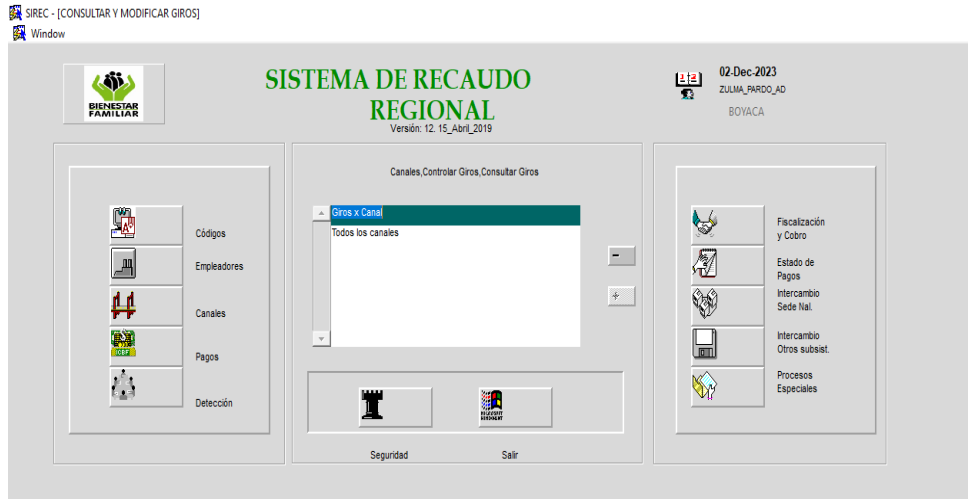 SIREC - [CONSULTAR Y MODIFICAR GIROS]
Window
BIENESTAR
FAMILIAR
SISTEMA DE RECAUDO
REGIONAL
Versión: 12. 15_Abril_2019
02-Dec-2023
ZULMA_PARDO_AD
BOYACA
Canales,Controlar Giros,Consultar Giros
Giros x Canal
Todos los canales
Códigos
Empleadores
Canales
ICBF
Pagos
Detección
Seguridad
Salir
Fiscalización
y Cobro
Estado de
Pagos
Intercambio
Sede Nal.
Intercambio
Otros subsist.
Procesos
Especiales